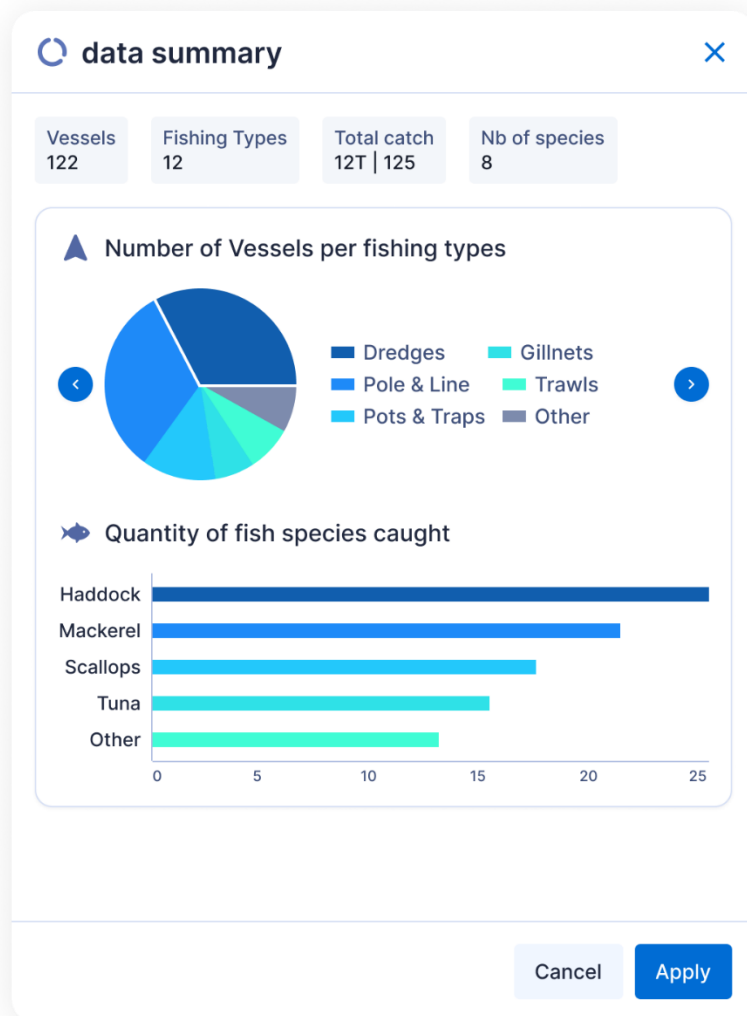 data summary
Vessels
122
Fishing Types
12
Total catch
12T | 125
Nb of species
8
Number of Vessels per fishing types
Dredges
Gillnets
Pole & Line
Trawls
Pots & Traps
Other
Quantity of fish species caught
Haddock
Mackerel
Scallops
Tuna
Other
0 5 10 15 20 25
Cancel
Apply